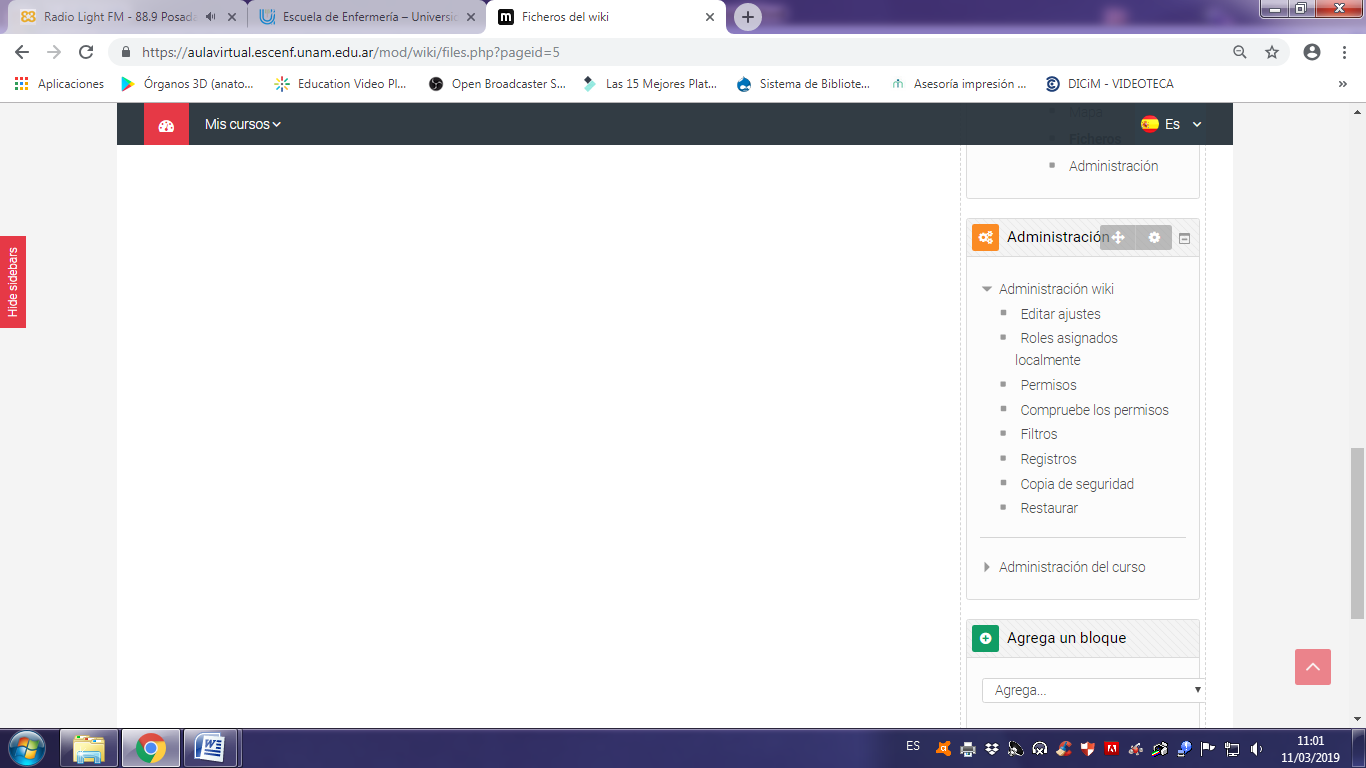 Radio Light FM - 88.9 Posada
Escuela de Enfermería – Universi
Ficheros del wiki
https://aulavirtual.escenf.unam.edu.ar/mod/wiki/files.php?pageid=5
Aplicaciones
Órganos 3D (anato...
Education Video Pl...
Open Broadcaster S...
Las 15 Mejores Plat...
Sistema de Bibliote...
Asesoría impresión ...
DICiM - VIDEOTECA
»
Mis cursos
Es
Mapa
Ficheros
Administración
Hide sidebars
Administración
Administración wiki
Editar ajustes
Roles asignados
localmente
Permisos
Compruebe los permisos
Filtros
Registros
Copia de seguridad
Restaurar
Administración del curso
Agrega un bloque
Agrega...
ES
11:01
11/03/2019